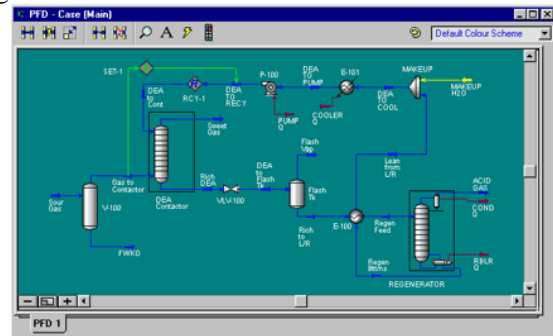 PFD - Case (Main)
A
Default Colour Scheme
SET-1
RCY-1
DEA
to
Cont
DEA
TO
RECY
P-100
PUMP
Q
DEA
TO
PUMP
E-101
COOLER
Q
DEA
TO
COOL
MAKEUP
MAKEUP
H2O
Sweet
Gas
Gas to
Contactor
Sour
Gas
V-100
FWKO
DEA
Contactor
Rich
DEA
VLV-100
DEA
to
Flash
Tk
Flash
Vap
Flash
Tk
Rich
to
L/R
E-100
Lean
from
L/R
Regen
Feed
Regen
Bttms
ACID
GAS
COND
Q
RBLR
Q
REGENERATOR
PFD 1